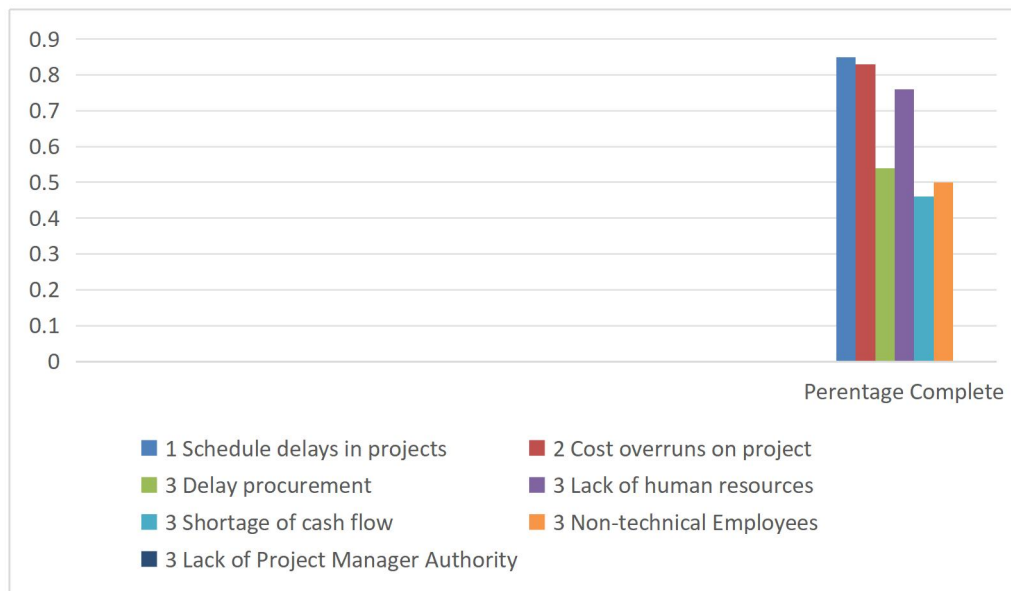 0.9
0.8
0.7
0.6
0.5
0.4
0.3
0.2
0.1
0
Perentage Complete
1 Schedule delays in projects
2 Cost overruns on project
3 Delay procurement
3 Lack of human resources
3 Shortage of cash flow
3 Non-technical Employees
3 Lack of Project Manager Authority